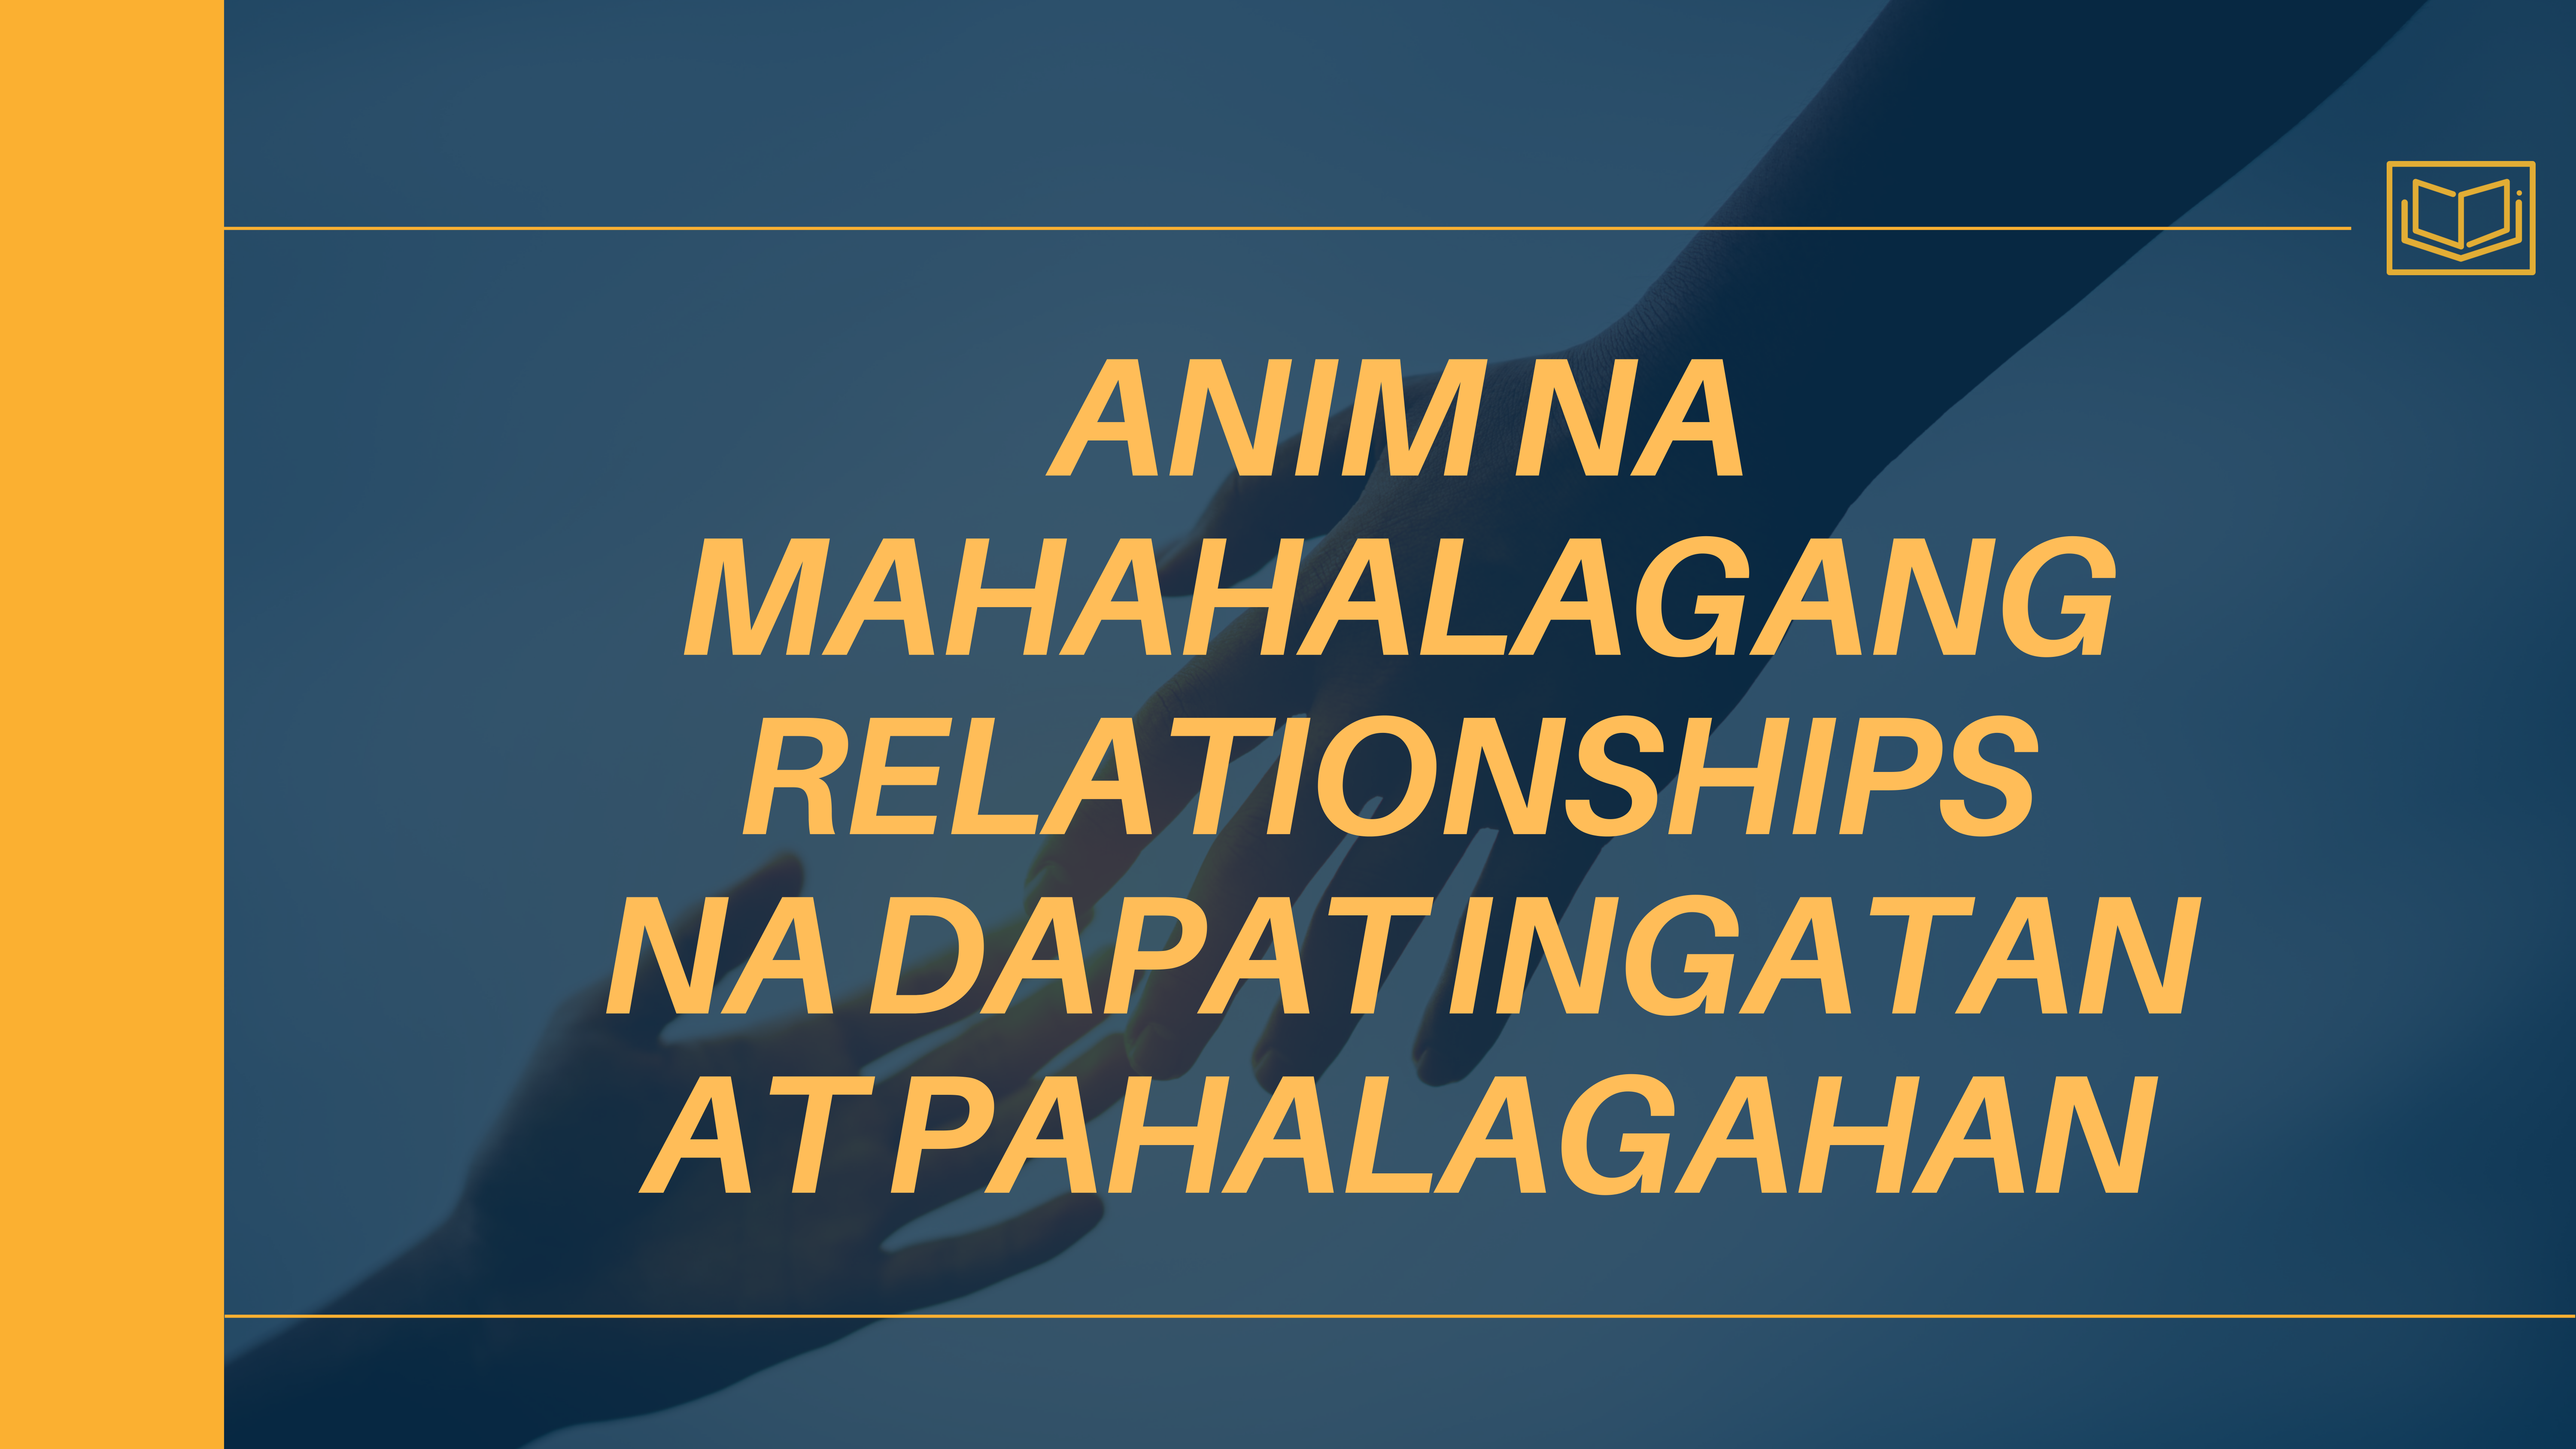 ANIM NA
MAHAHALAGANG
RELATIONSHIPS
NA DAPAT INGATAN
AT PAHALAGAHAN